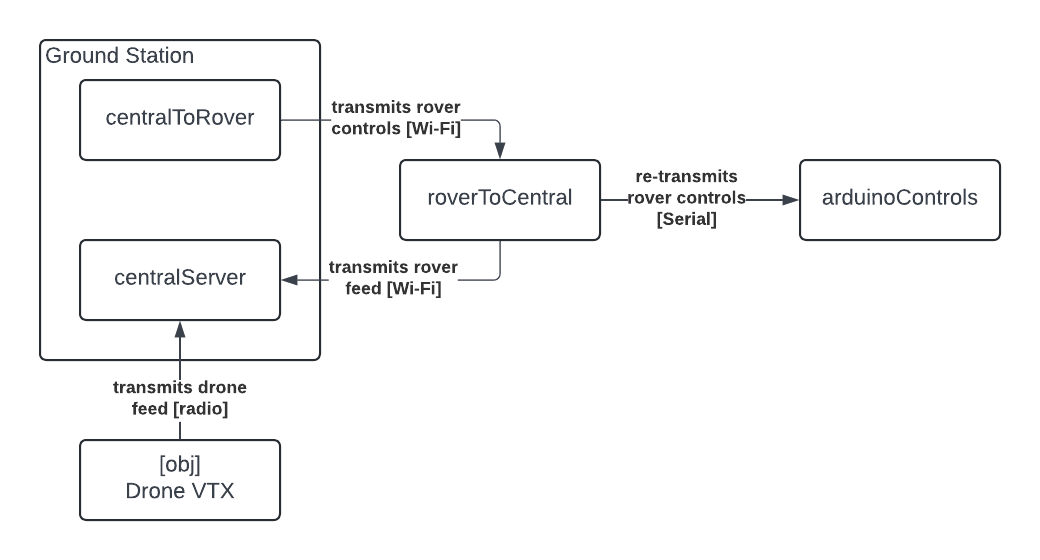 Ground Station
centralToRover
transmits rover
controls [Wi-Fi]
roverToCentral
re-transmits
rover controls
[Serial]
arduinoControls
centralServer
transmits rover
feed [Wi-Fi]
transmits drone
feed [radio]
[obj]
Drone VTX